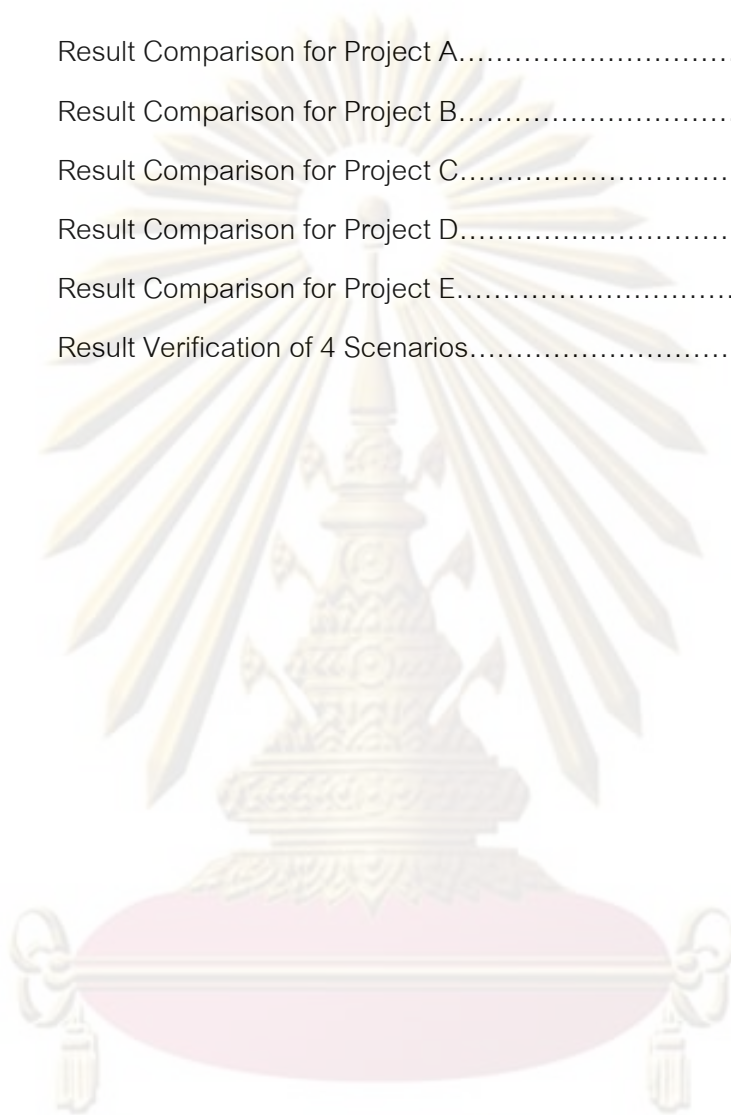 Result Comparison for Project A…………………………
Result Comparison for Project B…………………………
Result Comparison for Project C…………………………
Result Comparison for Project D…………………………
Result Comparison for Project E…………………………
Result Verification of 4 Scenarios…………………………